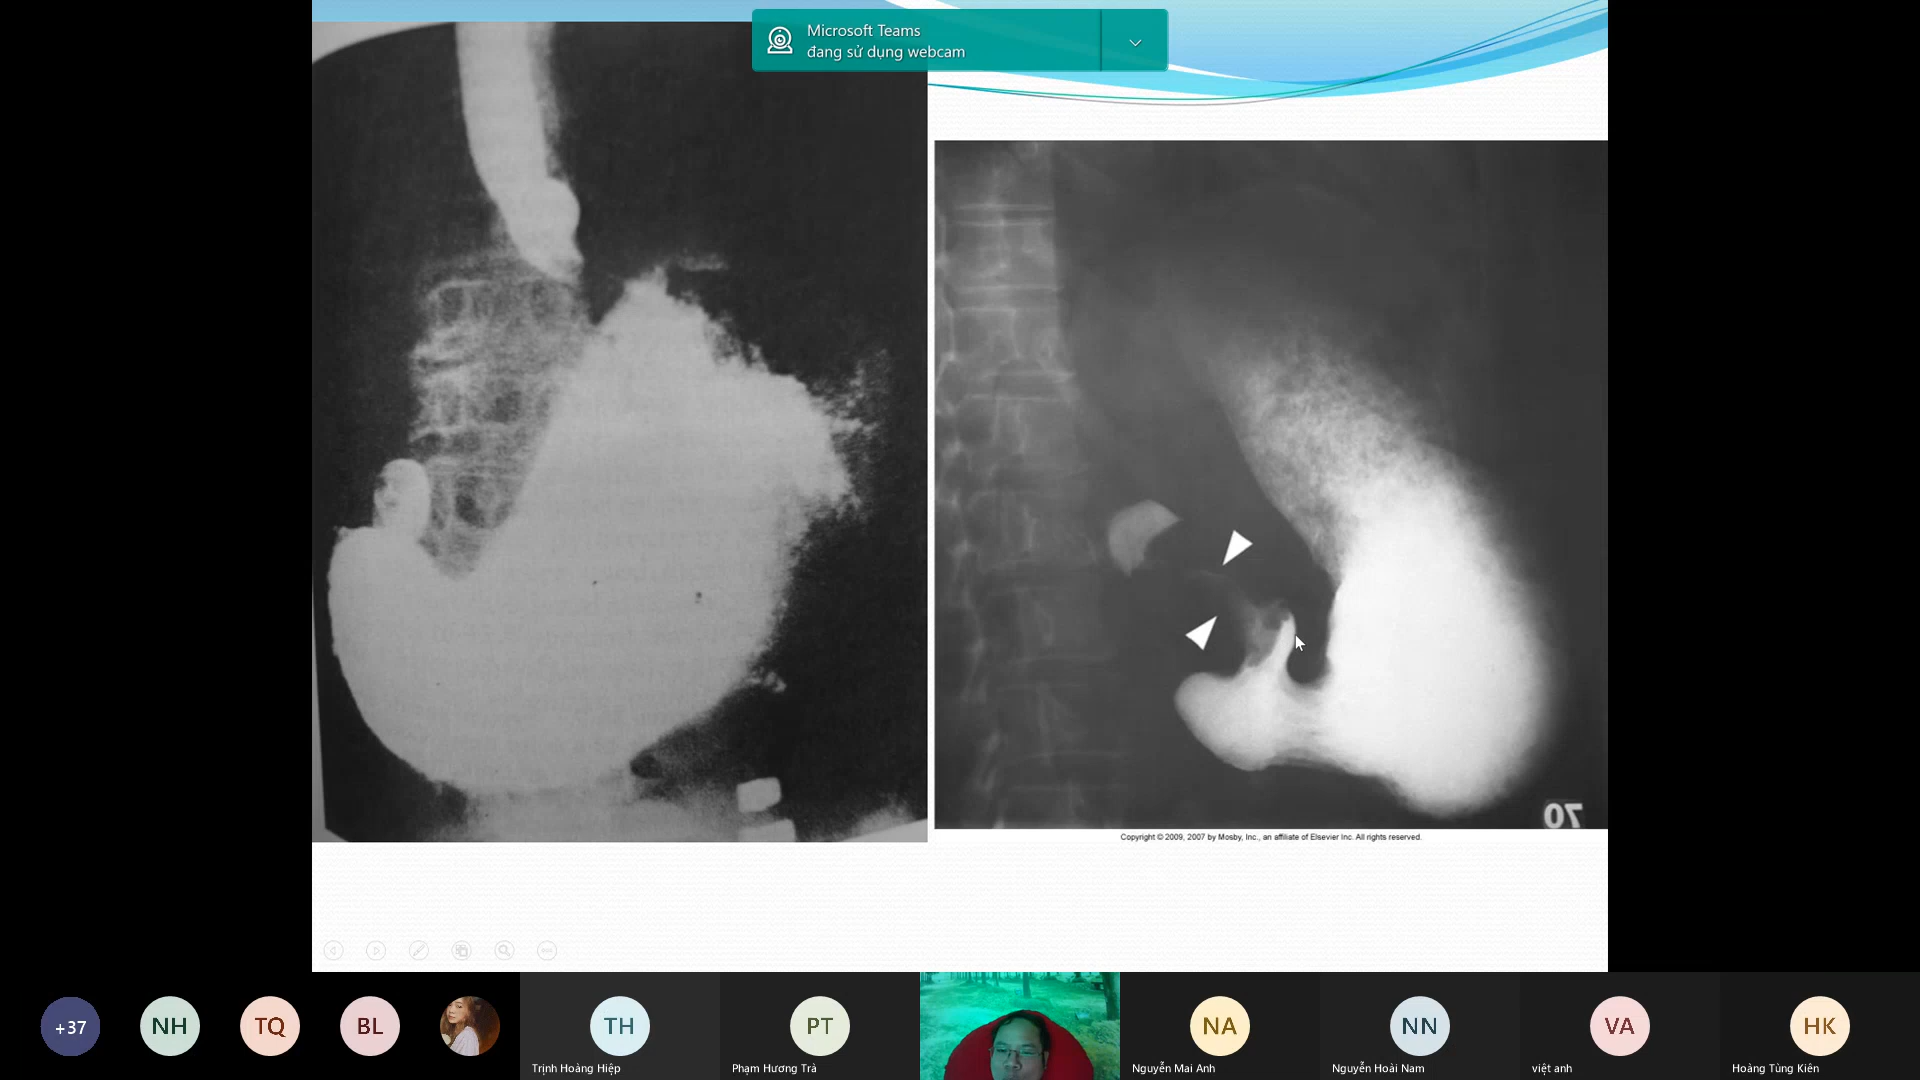 Microsoft Teams
đang sử dụng webcam
70
Copyright © 2009, 2007 by Mosby, Inc., an affiliate of Elsevier Inc. All rights reserved.
+37
NH
TQ
BL
TH
Trịnh Hoàng Hiệp
PT
Phạm Hương Trà
NA
Nguyễn Mai Anh
NN
Nguyễn Hoài Nam
VA
việt anh
HK
Hoàng Tùng Kiên